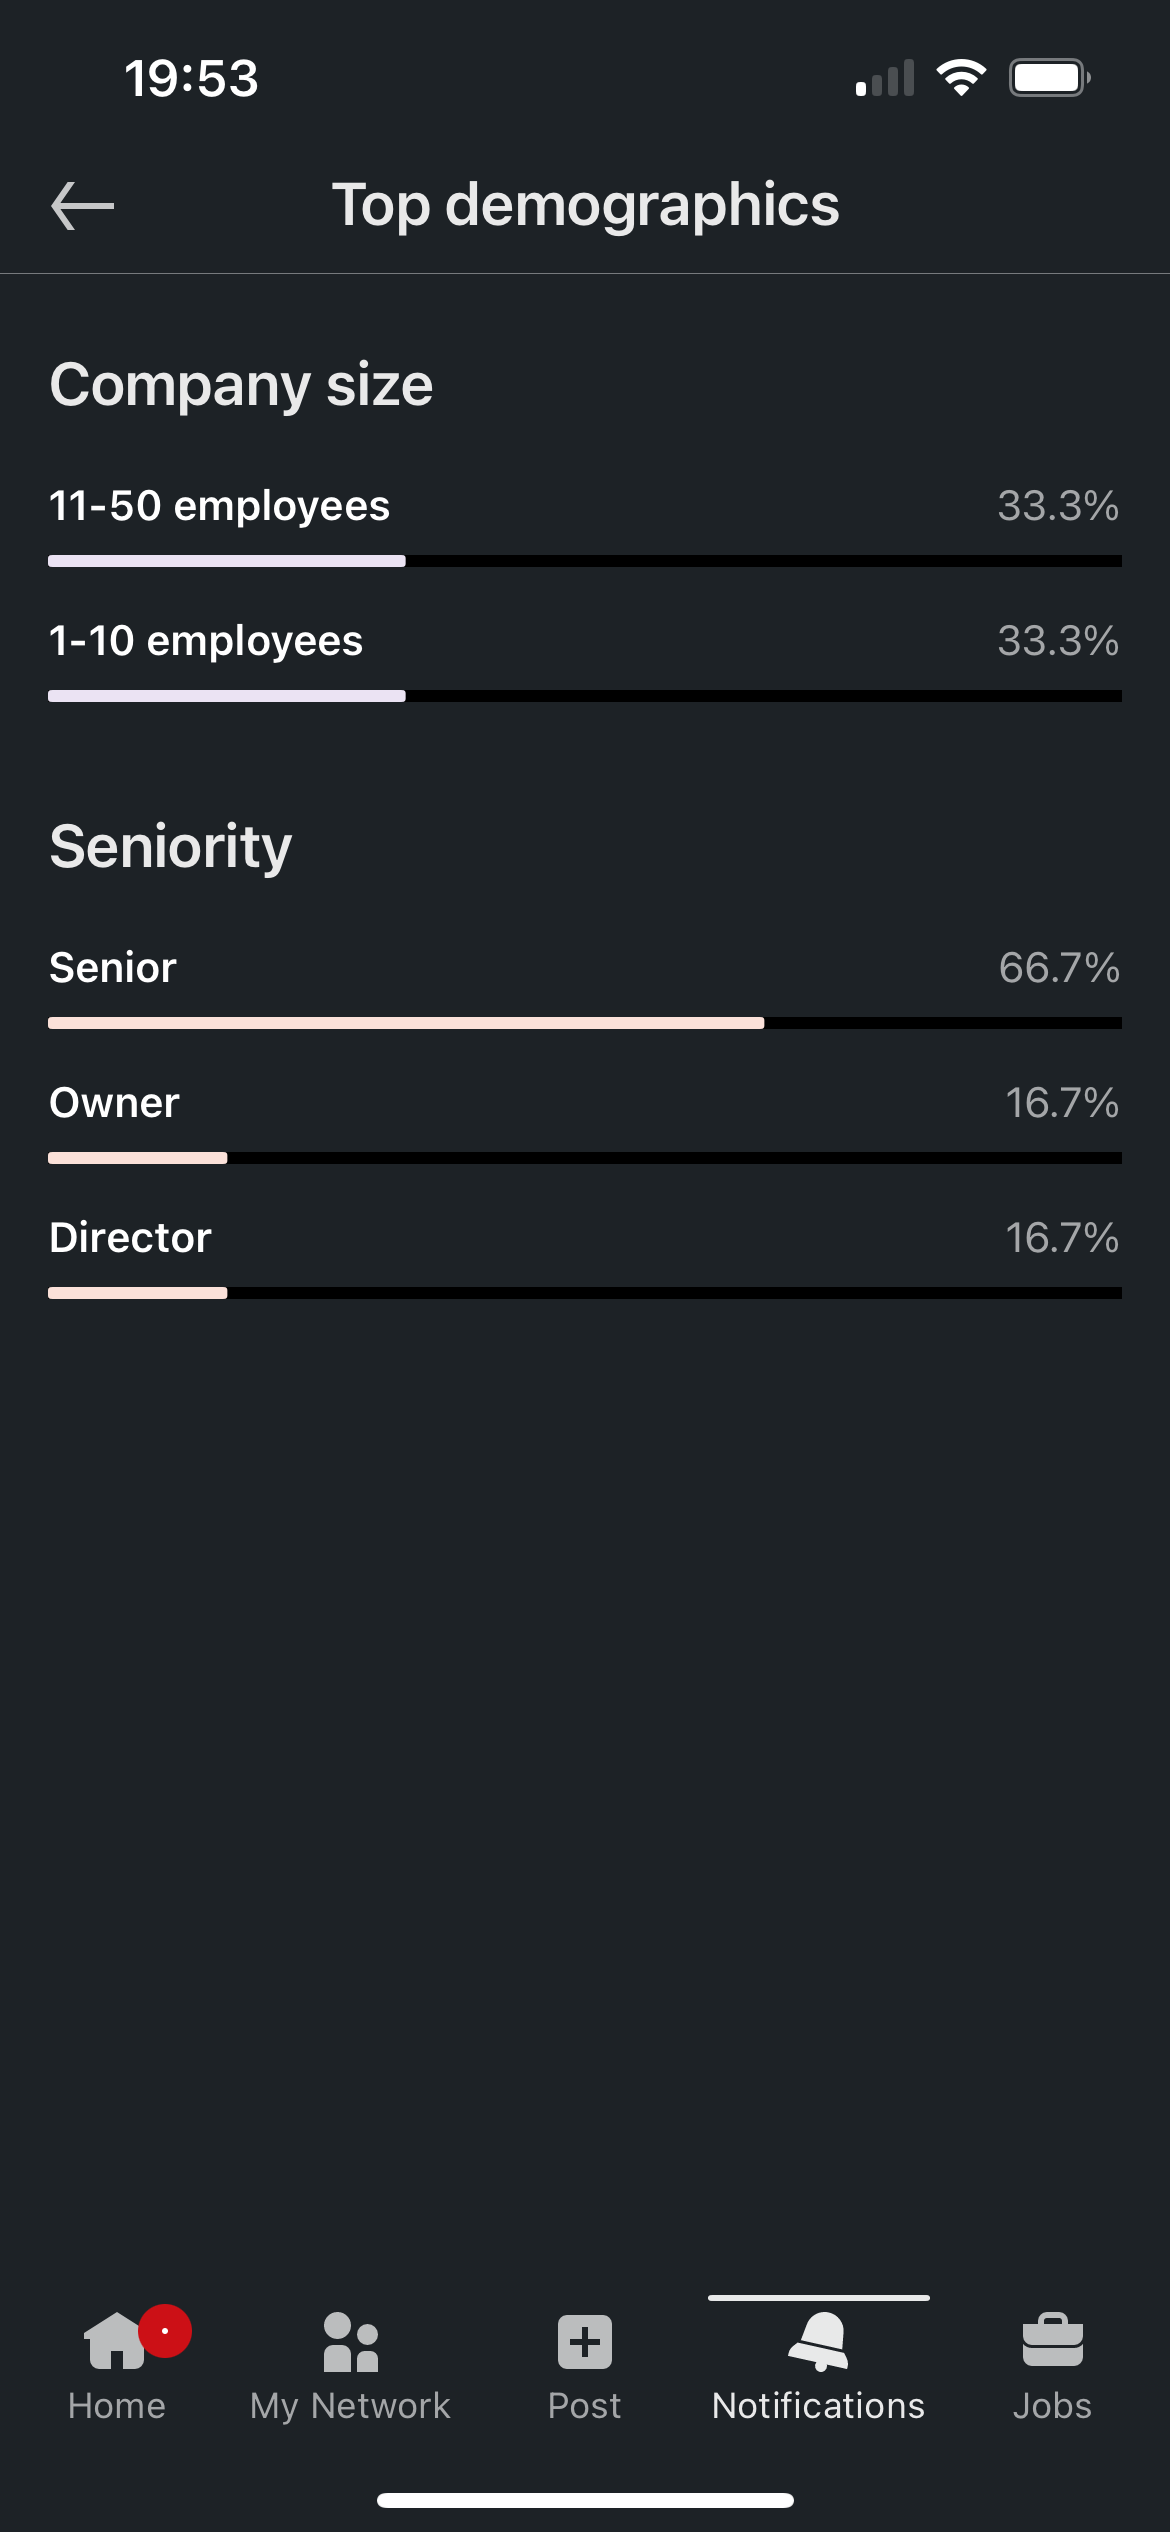 19:53
Top demographics
Company size
11-50 employees 33.3%
1-10 employees 33.3%
Seniority
Senior 66.7%
Owner 16.7%
Director 16.7%
Home My Network Post Notifications Jobs